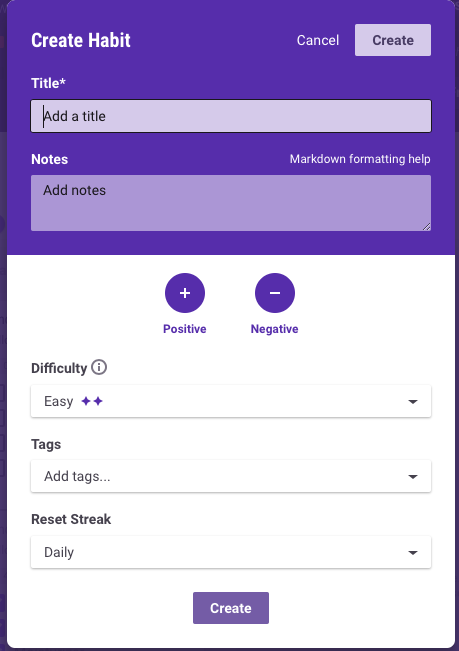 Create Habit Cancel Create
Title*
Add a title
Notes Markdown formatting help
Add notes
Positive Negative
Difficulty
Easy
Tags
Add tags...
Reset Streak
Daily
Create